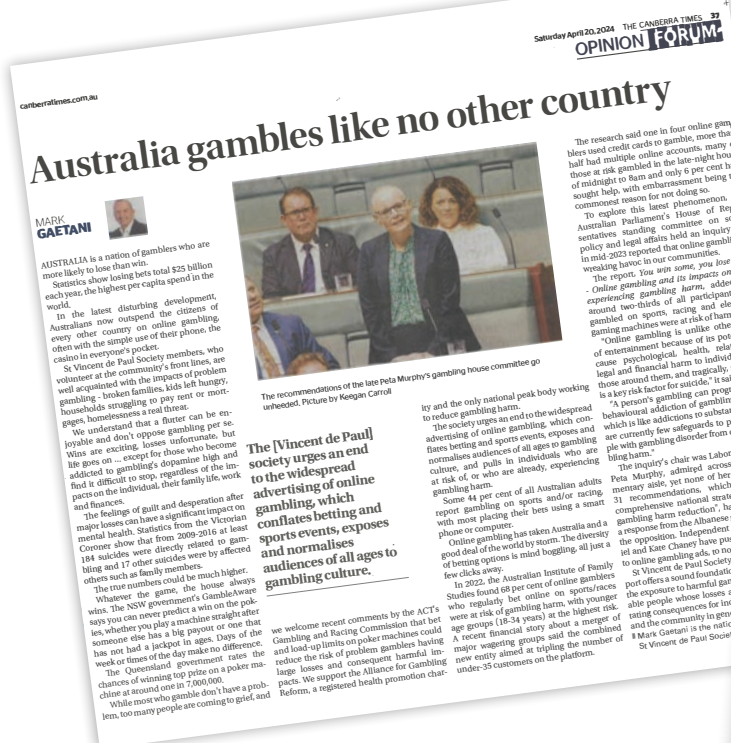 canberratimes.com.au
Saturday April 20, 2024 THE CANBERRA TIMES 37
OPINION FORUM
Australia gambles like no other country
MARK
GAETANI
AUSTRALIA is a nation of gamblers who are
more likely to lose than win.
Statistics show losing bets total $25 billion
each year, the highest per capita spend in the
world.
In the latest disturbing development,
Australians now outspend the citizens of
every other country on online gambling,
often with the simple use of their phone, the
casino in everyone's pocket.
St Vincent de Paul Society members, who
volunteer at the community's front lines, are
well acquainted with the impacts of problem
gambling - broken families, kids left hungry,
households struggling to pay rent or mort-
gages, homelessness a real threat.
We understand that a flutter can be en-
joyable and don't oppose gambling per se.
Wins are exciting, losses unfortunate, but
life goes on ... except for those who become
addicted to gambling's dopamine high and
find it difficult to stop, regardless of the im-
pacts on the individual, their family life, work
and finances.
The feelings of guilt and desperation after
major losses can have a significant impact on
mental health. Statistics from the Victorian
Coroner show that from 2009-2016 at least
184 suicides were directly related to gam-
bling and 17 other suicides were by affected
others such as family members.
The true numbers could be much higher.
Whatever the game, the house always
wins. The NSW government's GambleAware
says you can never predict a win on the pok-
ies, whether you play a machine straight after
someone else has a big payout or one that
has not had a jackpot in ages. Days of the
week or times of the day make no difference.
The Queensland government rates the
chances of winning top prize on a poker ma-
chine at around one in 7,000,000.
While most who gamble don't have a prob-
lem, too many people are coming to grief, and
The recommendations of the late Peta Murphy's gambling house committee go
unheeded. Picture by Keegan Carroll
The [Vincent de Paul]
society urges an end
to the widespread
advertising of online
gambling, which
conflates betting and
sports events, exposes
and normalises
audiences of all ages to
gambling culture.
we welcome recent comments by the ACT's
Gambling and Racing Commission that bet
and load-up limits on poker machines could
reduce the risk of problem gamblers having
large losses and consequent harmful im-
pacts. We support the Alliance for Gambling
Reform, a registered health promotion char-
ity and the only national peak body working
to reduce gambling harm.
The society urges an end to the widespread
advertising of online gambling, which con-
flates betting and sports events, exposes and
normalises audiences of all ages to gambling
culture, and pulls in individuals who are
at risk of, or who are already, experiencing
gambling harm.
Some 44 per cent of all Australian adults
report gambling on sports and/or racing,
with most placing their bets using a smart
phone or computer.
Online gambling has taken Australia and a
good deal of the world by storm. The diversity
of betting options is mind boggling, all just a
few clicks away.
In 2022, the Australian Institute of Family
Studies found 68 per cent of online gamblers
who regularly bet online on sports/races
were at risk of gambling harm, with younger
age groups (18-34 years) at the highest risk.
A recent financial story about a merger of
major wagering groups said the combined
new entity aimed at tripling the number of
under-35 customers on the platform.
The research said one in four online gam
blers used credit cards to gamble, more tha
half had multiple online accounts, many
those at risk gambled in the late-night hou
of midnight to 8am and only 6 per cent h
sought help, with embarrassment being t
commonest reason for not doing so.
To explore this latest phenomenon,
Australian Parliament's House of Rep
sentatives standing committee on so
policy and legal affairs held an inquiry
in mid-2023 reported that online gambli
wreaking havoc in our communities.
The report, You win some, you lose
- Online gambling and its impacts on
experiencing gambling harm, adde
around two-thirds of all participant
gambled on sports, racing and ele
gaming machines were at risk of harm
"Online gambling is unlike othe
of entertainment because of its pot
cause psychological, health, rela
legal and financial harm to individ
those around them, and tragically,
is a key risk factor for suicide," it sai
"A person's gambling can prog
behavioural addiction of gamblin
which is like addictions to substa
are currently few safeguards to p
ple with gambling disorder from
bling harm."
The inquiry's chair was Labor
Peta Murphy, admired across
mentary aisle, yet none of her
31 recommendations, which
comprehensive national strate
gambling harm reduction", ha
a response from the Albanese
the opposition. Independent
iel and Kate Chaney have pus
to online gambling ads, to no
St Vincent de Paul Society
port offers a sound foundatio
the exposure to harmful gam
able people whose losses a
rating consequences for ind
and the community in gene
Mark Gaetani is the natio
St Vincent de Paul Societ